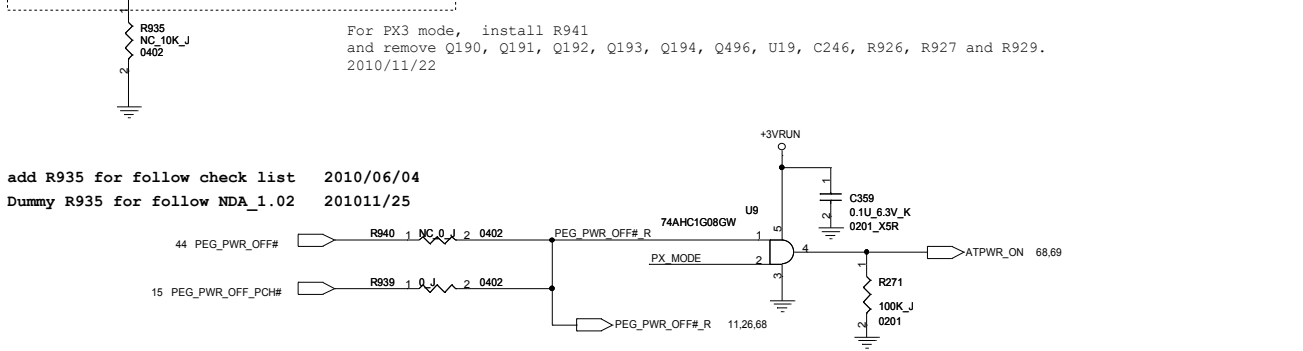 1
R935
NC_10K_J
0402
2
For PX3 mode, install R941
and remove Q190, Q191, Q192, Q193, Q194, Q496, U19, C246, R926, R927 and R929.
2010/11/22
add R935 for follow check list 2010/06/04
Dummy R935 for follow NDA_1.02 201011/25
+3VRUN
1
C359
0.1U_6.3V_K
0201_X5R
2
U9
74AHC1G08GW
5
44 PEG_PWR_OFF#
R940 1 NC_0_J 2 0402
PEG_PWR_OFF#_R 1
PX_MODE 2
4
3
ATPWR_ON 68,69
15 PEG_PWR_OFF_PCH#
R939 1 0_J 2 0402
1
R271
100K_J
0201
2
PEG_PWR_OFF#_R 11,26,68